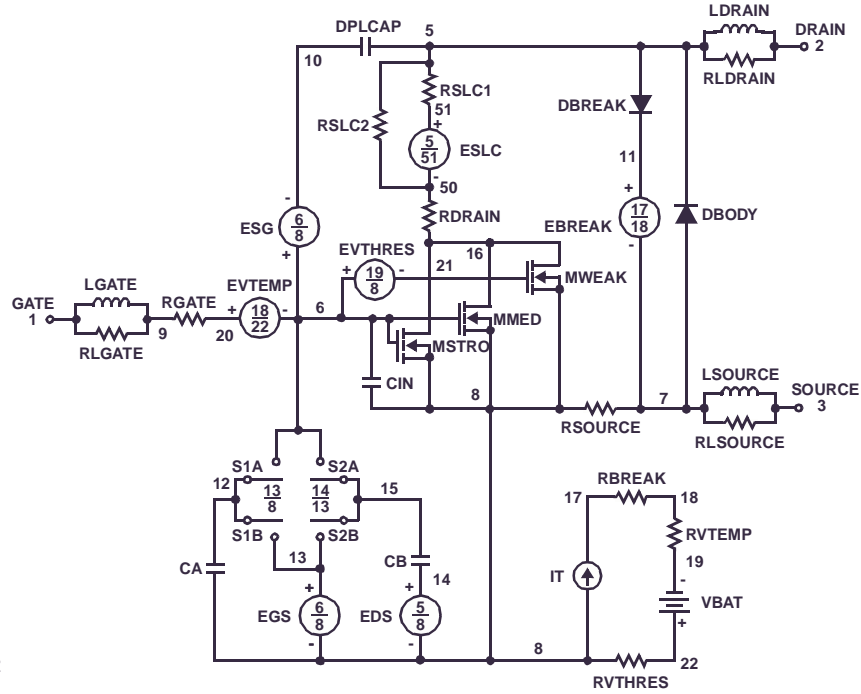 LDRAIN
DPLCAP 5 DRAIN
2
10
RLDRAIN
RSLC1
51
DBREAK
RSLC2
+
5
51
ESLC
-
50
11
-
+
RDRAIN
17
18
EBREAK
DBODY
-
6
8
ESG
+
EVTHRES
+ 19
8 -
16
21
MWEAK
LGATE
EVTEMP
GATE
1
RGATE
+ 18
22 -
6
MMED
9 20
MSTRO
RLGATE
LSOURCE
CIN
8 7 SOURCE
3
RSOURCE
RLSOURCE
S1A S2A
12 13
8
14
13
15
S1B S2B
13
RBREAK
17 18
RVTEMP
CB
19
CA
IT
14
-
+ +
VBAT
EGS 6
8
EDS 5
8
+
- -
8
22
RVTHRES